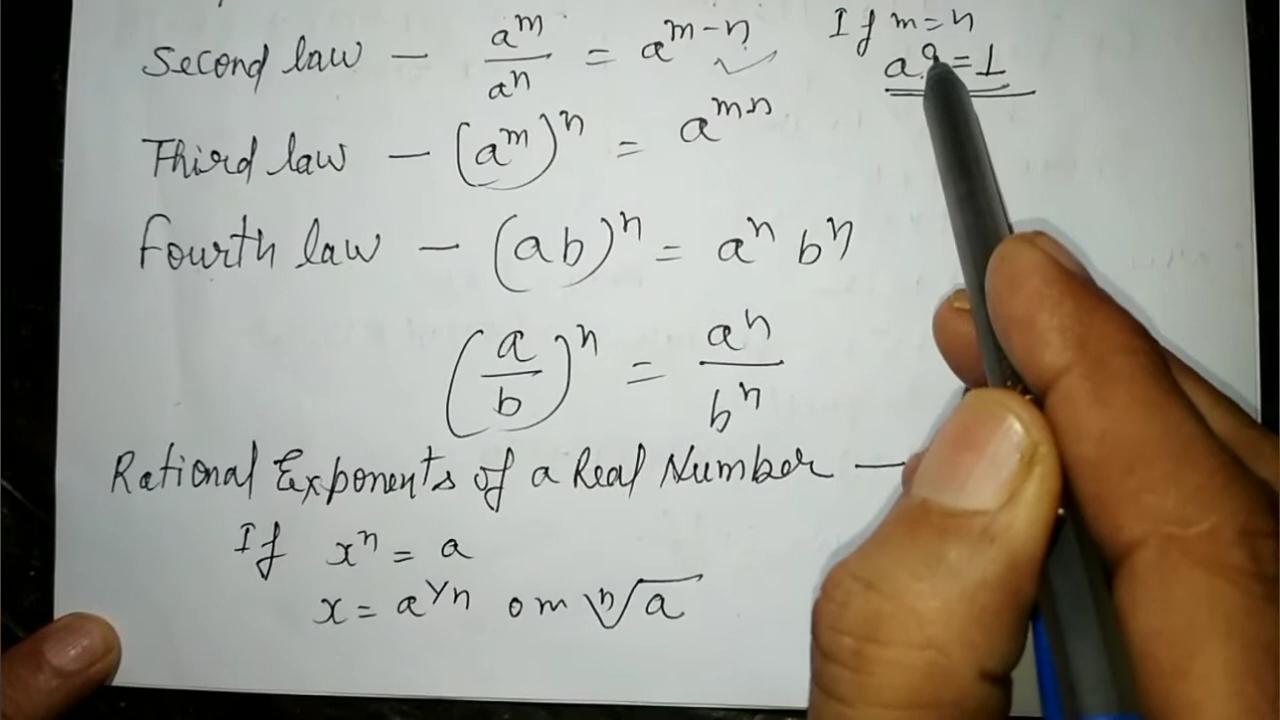 Second law — a^m / a^n = a^(m-n)
If m = n
a^0 = 1
Third law — (a^m)^n = a^mn
Fourth law — (ab)^n = a^n b^n
(a/b)^n = a^n / b^n
Rational Exponents of a Real Number —
If x^n = a
x = a^1/n or ⁿ√a